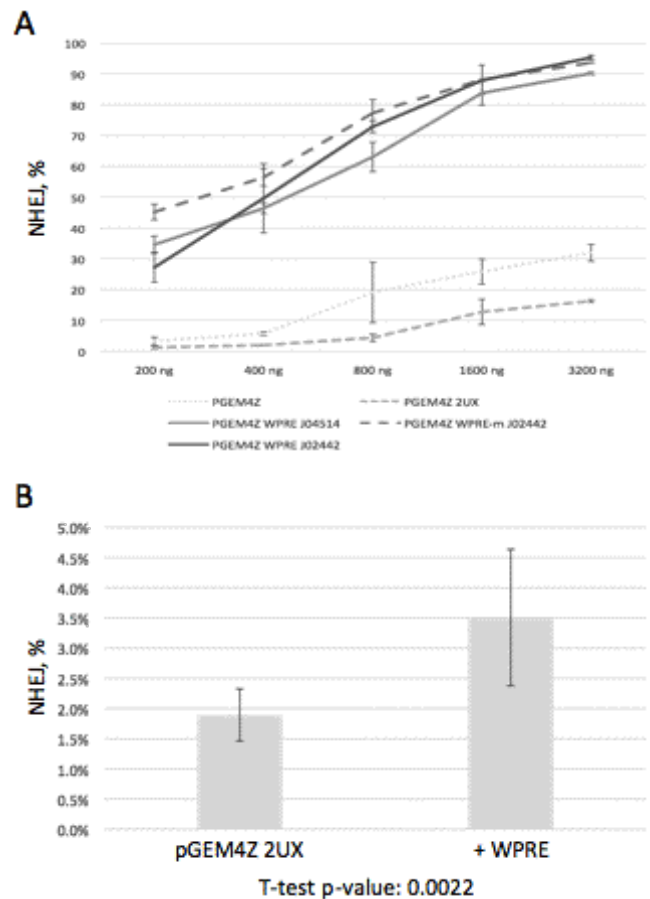 A
100
90
80
70
60
50
40
30
20
10
0
NHEJ, %
200 ng 400 ng 800 ng 1600 ng 3200 ng
PGEM4Z PGEM4Z 2UX
PGEM4Z WPRE J04514 PGEM4Z WPRE-m J02442
PGEM4Z WPRE J02442
B
5.0%
4.5%
4.0%
3.5%
3.0%
2.5%
2.0%
1.5%
1.0%
0.5%
0.0%
NHEJ, %
pGEM4Z 2UX + WPRE
T-test p-value: 0.0022